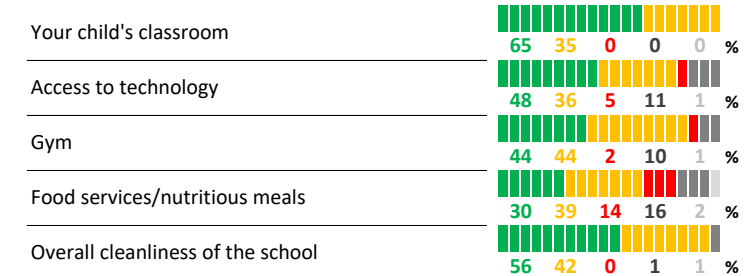 Your child's classroom
65 35 0 0 0 %
Access to technology
48 36 5 11 1 %
Gym
44 44 2 10 1 %
Food services/nutritious meals
30 39 14 16 2 %
Overall cleanliness of the school
56 42 0 1 1 %